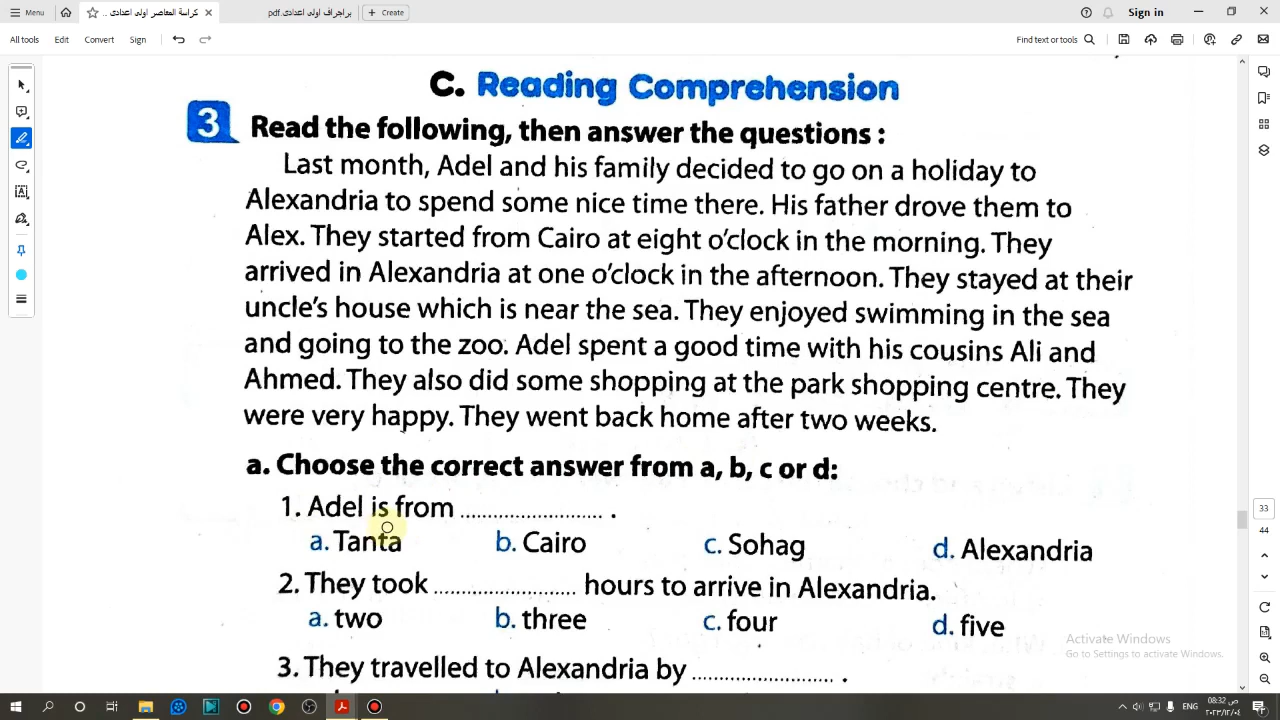 Menu
كراسة المعاصر اولى اعدادى ..
براجراف اولى اعدادى.pdf
Create
Sign in
All tools Edit Convert Sign
Find text or tools
C. Reading Comprehension
3 Read the following, then answer the questions :
Last month, Adel and his family decided to go on a holiday to
Alexandria to spend some nice time there. His father drove them to
Alex. They started from Cairo at eight o'clock in the morning. They
arrived in Alexandria at one o'clock in the afternoon. They stayed at their
uncle's house which is near the sea. They enjoyed swimming in the sea
and going to the zoo. Adel spent a good time with his cousins Ali and
Ahmed. They also did some shopping at the park shopping centre. They
were very happy. They went back home after two weeks.
a. Choose the correct answer from a, b, c or d:
1. Adel is from ......................... .
a. Tanta b. Cairo c. Sohag d. Alexandria
2. They took ......................... hours to arrive in Alexandria.
a. two b. three c. four d. five
3. They travelled to Alexandria by ......................... .
33
44
Activate Windows
Go to Settings to activate Windows.
ENG
08:32 ص
٢٠٢٣/١٢/٠٤